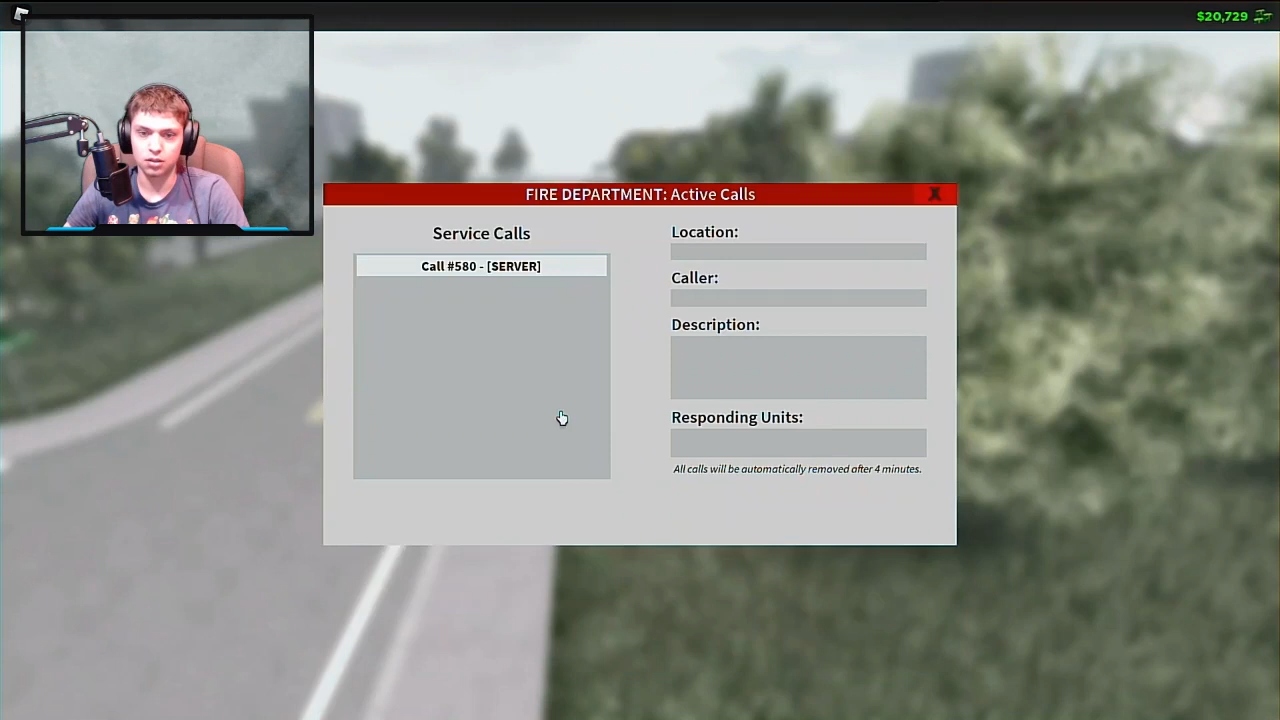 $20,729
FIRE DEPARTMENT: Active Calls
X
Service Calls
Call #580 - [SERVER]
Location:
Caller:
Description:
Responding Units:
All calls will be automatically removed after 4 minutes.